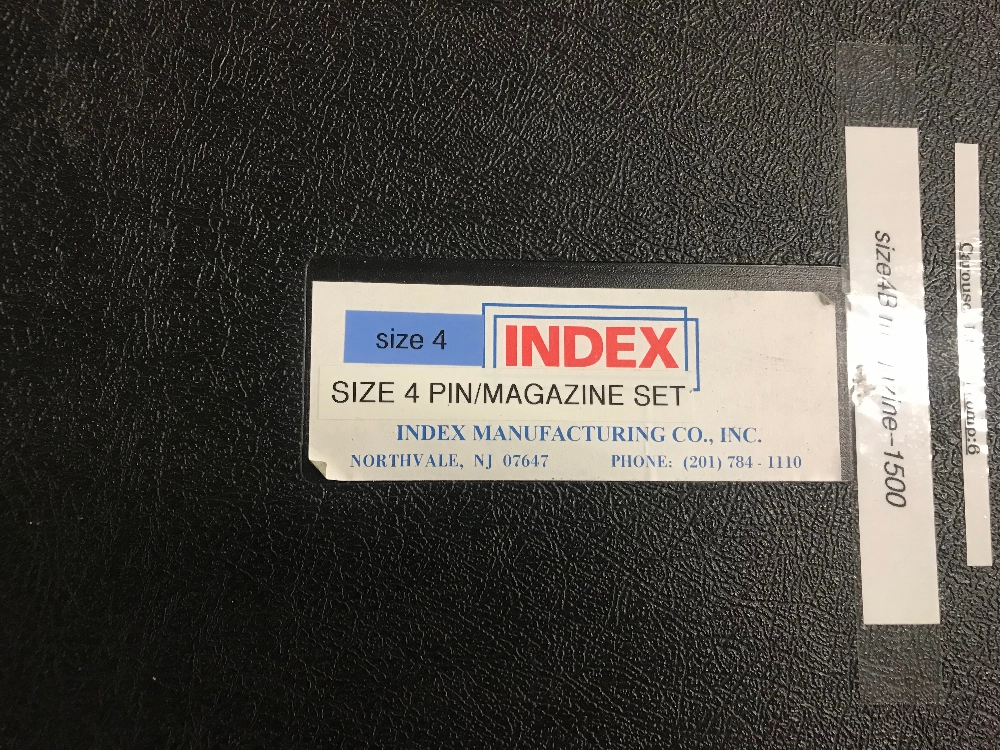 size 4
INDEX
SIZE 4 PIN/MAGAZINE SET
INDEX MANUFACTURING CO., INC.
NORTHVALE, NJ 07647 PHONE: (201) 784 - 1110
size4B
-1500